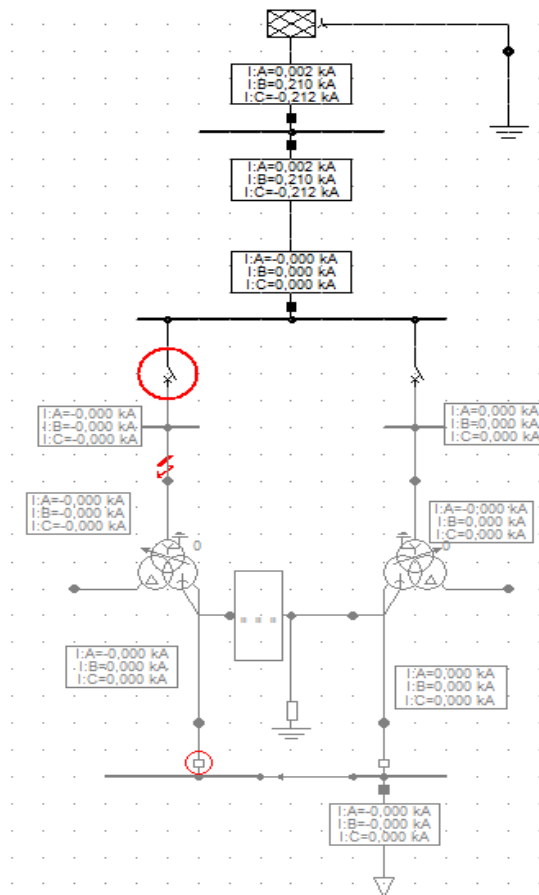 I:A=0,002 kA
I:B=0,210 kA
I:C=-0,212 kA
I:A=0,002 kA
I:B=0,210 kA
I:C=-0,212 kA
I:A=-0,000 kA
I:B=0,000 kA
I:C=0,000 kA
I:A=-0,000 kA
I:B=-0,000 kA
I:C=-0,000 kA
I:A=0,000 kA
I:B=0,000 kA
I:C=0,000 kA
I:A=-0,000 kA
I:B=-0,000 kA
I:C=-0,000 kA
0
I:A=-0,000 kA
I:B=0,000 kA
I:C=0,000 kA
0
I:A=-0,000 kA
I:B=0,000 kA
I:C=0,000 kA
I:A=0,000 kA
I:B=0,000 kA
I:C=0,000 kA
I:A=-0,000 kA
I:B=-0,000 kA
I:C=0,000 kA